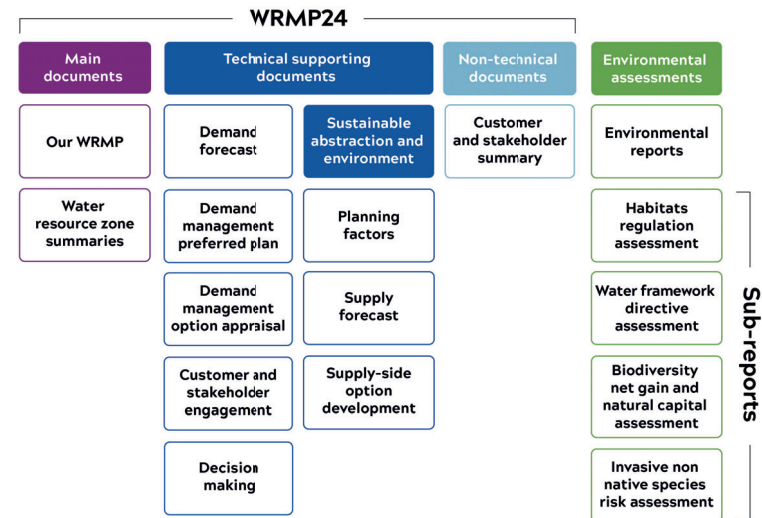 WRMP24
Main
documents
Technical supporting
documents
Non-technical
documents
Environmental
assessments
Our WRMP
Demand
forecast
Sustainable
abstraction and
environment
Customer
and stakeholder
summary
Environmental
reports
Water
resource zone
summaries
Demand
management
preferred plan
Planning
factors
Habitats
regulation
assessment
Demand
management
option appraisal
Supply
forecast
Water framework
directive
assessment
Customer and
stakeholder
engagement
Supply-side
option
development
Biodiversity
net gain and
natural capital
assessment
Decision
making
Invasive non
native species
risk assessment
Sub-reports